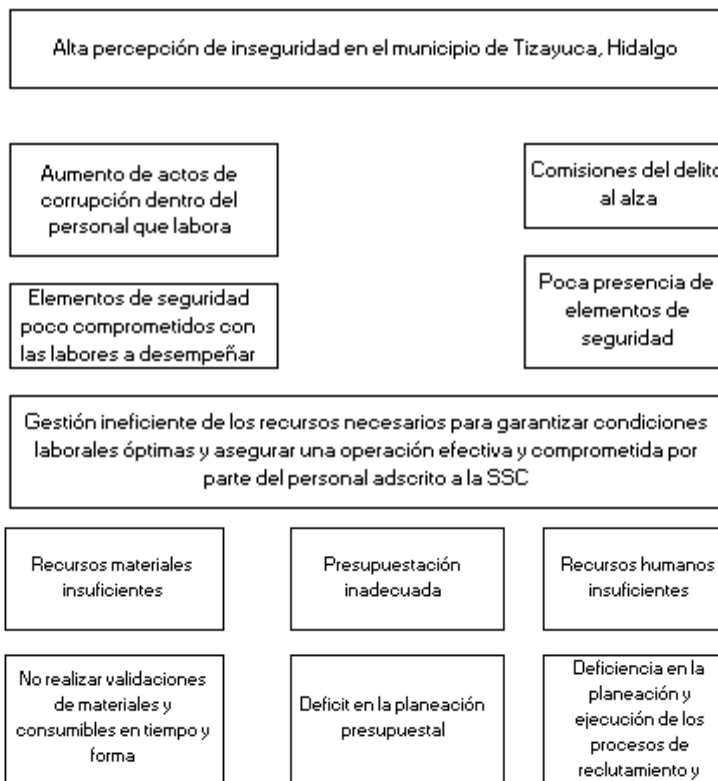 Alta percepción de inseguridad en el municipio de Tizayuca, Hidalgo
Aumento de actos de
corrupción dentro del
personal que labora
Comisiones del delito
al alza
Elementos de seguridad
poco comprometidos con
las labores a desempeñar
Poca presencia de
elementos de
seguridad
Gestión ineficiente de los recursos necesarios para garantizar condiciones
laborales óptimas y asegurar una operación efectiva y comprometida por
parte del personal adscrito a la SSC
Recursos materiales
insuficientes
Presupuestación
inadecuada
Recursos humanos
insuficientes
No realizar validaciones
de materiales y
consumibles en tiempo y
forma
Deficit en la planeación
presupuestal
Deficiencia en la
planeación y
ejecución de los
procesos de
reclutamiento y